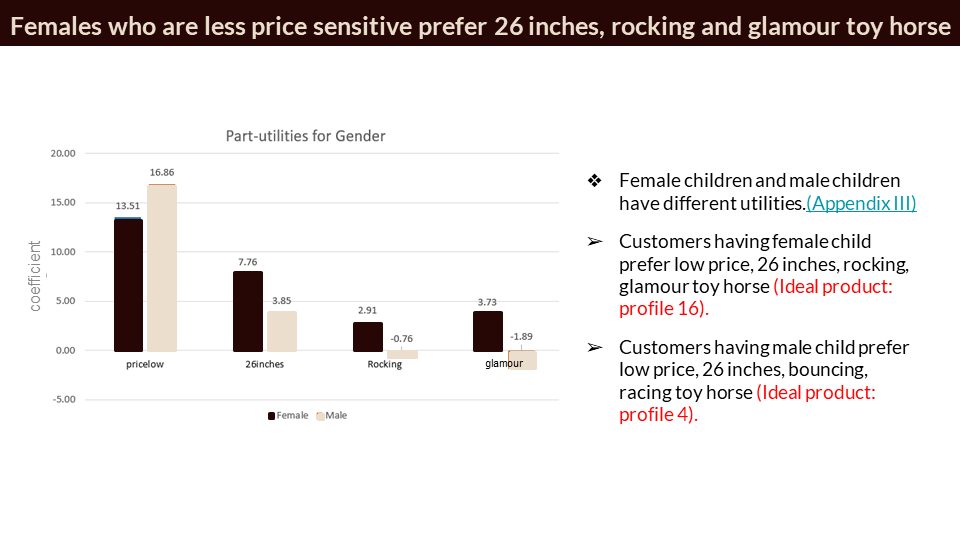 Females who are less price sensitive prefer 26 inches, rocking and glamour toy horse
Part-utilities for Gender
20.00
15.00
10.00
5.00
0.00
-5.00
coefficient
13.51
16.86
7.76
3.85
2.91
-0.76
3.73
-1.89
pricelow
26inches
Rocking
glamour
Female
Male
❖ Female children and male children
have different utilities.(Appendix III)
➢ Customers having female child
prefer low price, 26 inches, rocking,
glamour toy horse (Ideal product:
profile 16).
➢ Customers having male child prefer
low price, 26 inches, bouncing,
racing toy horse (Ideal product:
profile 4).